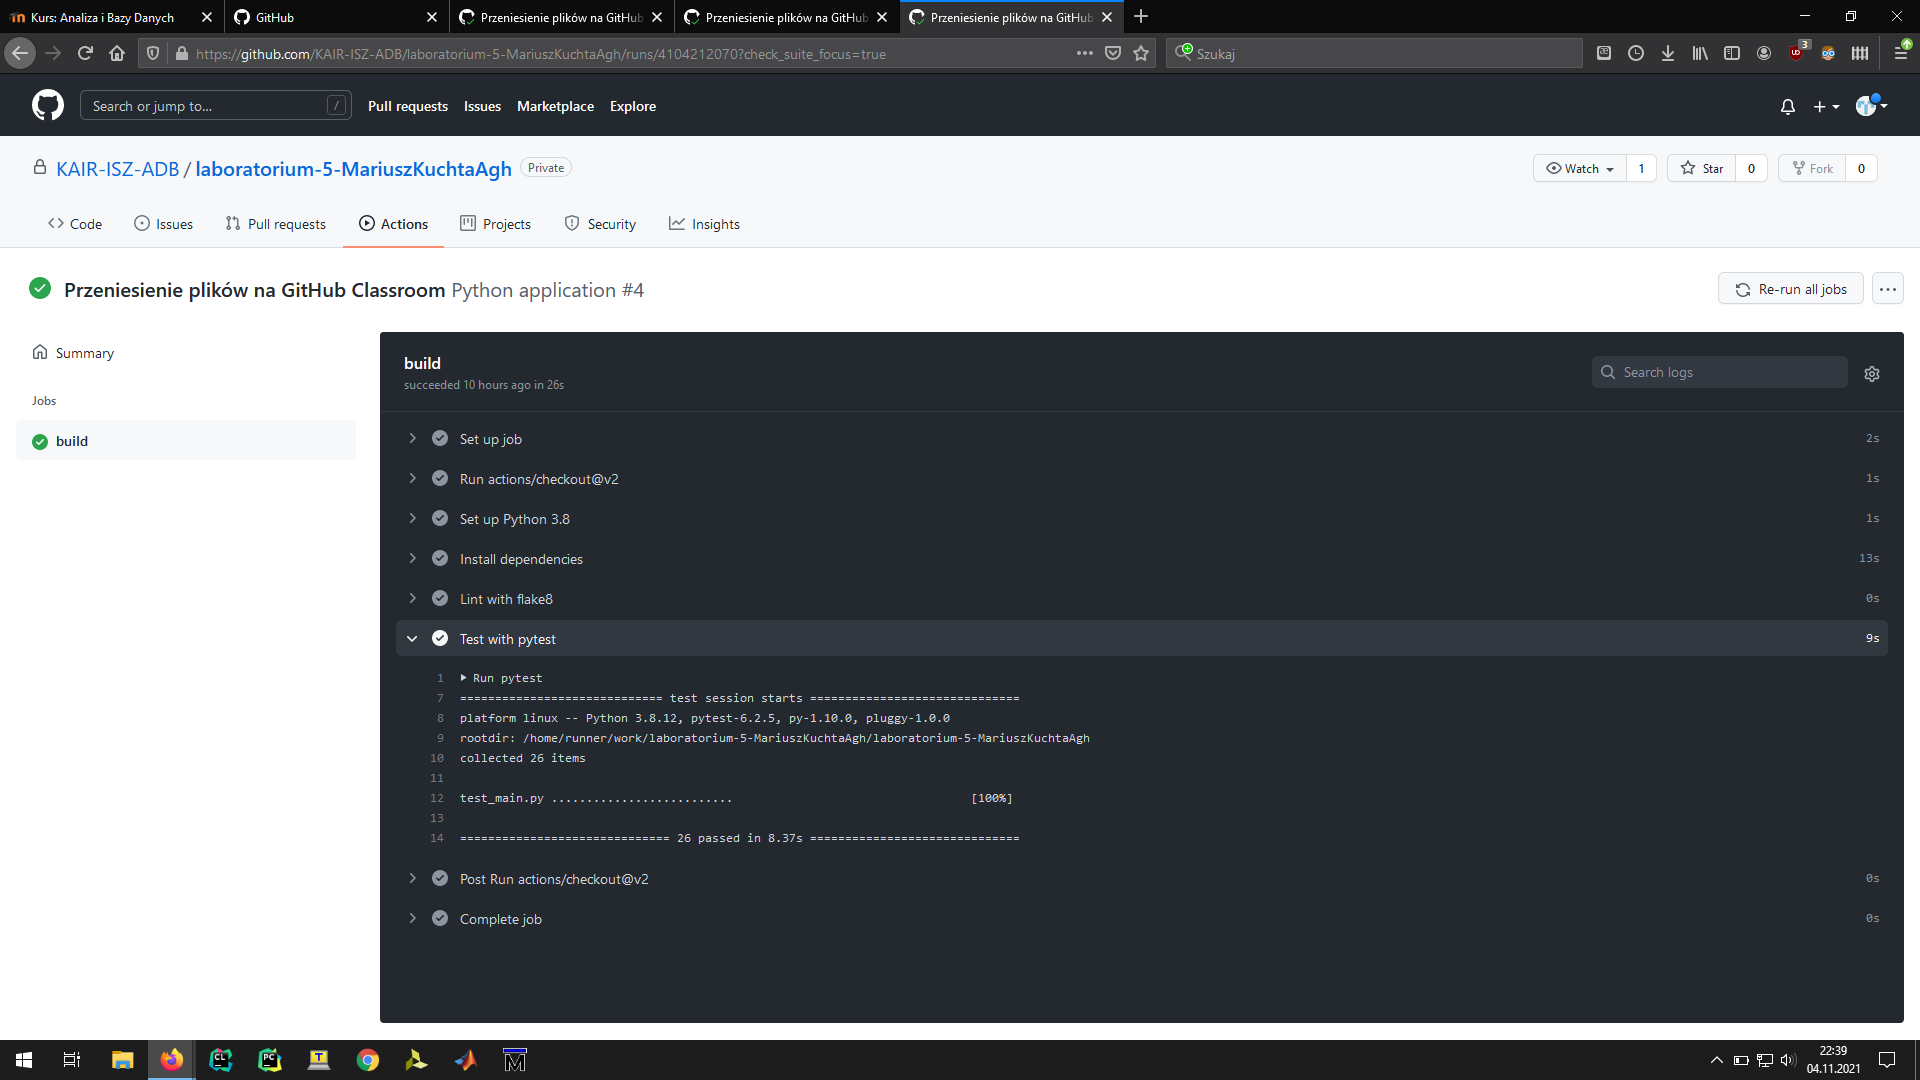 Kurs: Analiza i Bazy Danych
GitHub
Przeniesienie plików na GitHub
Przeniesienie plików na GitHub
Przeniesienie plików na GitHub
https://github.com/KAIR-ISZ-ADB/laboratorium-5-MariuszKuchtaAgh/runs/4104212070?check_suite_focus=true
Szukaj
3
Search or jump to...
/
Pull requests
Issues
Marketplace
Explore
KAIR-ISZ-ADB / laboratorium-5-MariuszKuchtaAgh
Private
Watch
1
Star
0
Fork
0
Code
Issues
Pull requests
Actions
Projects
Security
Insights
Przeniesienie plików na GitHub Classroom Python application #4
Re-run all jobs
Summary
Jobs
build
build
succeeded 10 hours ago in 26s
Search logs
Set up job 2s
Run actions/checkout@v2 1s
Set up Python 3.8 1s
Install dependencies 13s
Lint with flake8 0s
Test with pytest 9s
1 Run pytest
7 ============================= test session starts ==============================
8 platform linux -- Python 3.8.12, pytest-6.2.5, py-1.10.0, pluggy-1.0.0
9 rootdir: /home/runner/work/laboratorium-5-MariuszKuchtaAgh/laboratorium-5-MariuszKuchtaAgh
10 collected 26 items
11
12 test_main.py .......................... [100%]
13
14 ============================== 26 passed in 8.37s ==============================
Post Run actions/checkout@v2 0s
Complete job 0s
CL
PC
T
M
22:39
04.11.2021